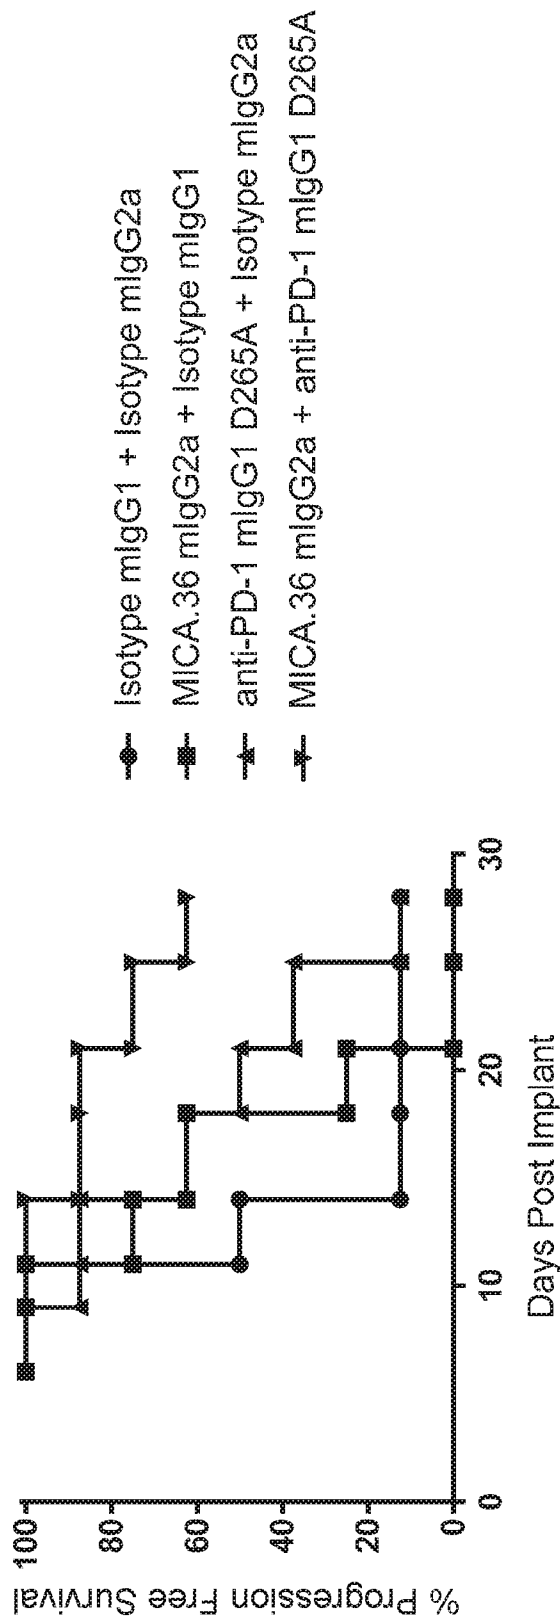 % Progression Free Survival
100
80
60
40
20
0
0
10
20
30
Days Post Implant
Isotype mIgG1 + Isotype mIgG2a
MICA.36 mIgG2a + Isotype mIgG1
anti-PD-1 mIgG1 D265A + Isotype mIgG2a
MICA.36 mIgG2a + anti-PD-1 mIgG1 D265A